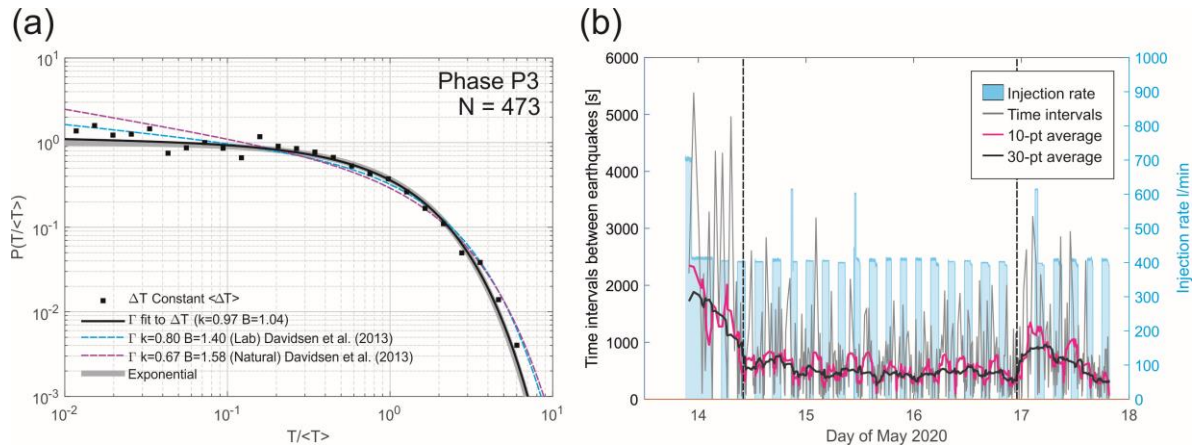 (a)
(b)
Phase P3
N = 473
10¹
10⁰
10⁻¹
10⁻²
10⁻³
P(T/<T>)
ΔT Constant <ΔT>
Γ fit to ΔT (k=0.97 B=1.04)
Γ k=0.80 B=1.40 (Lab) Davidsen et al. (2013)
Γ k=0.67 B=1.58 (Natural) Davidsen et al. (2013)
Exponential
10⁻² 10⁻¹ 10⁰ 10¹
T/<T>
6000
5000
4000
3000
2000
1000
0
Time intervals between earthquakes [s]
Injection rate
Time intervals
10-pt average
30-pt average
1000
900
800
700
600
500
400
300
200
100
0
Injection rate l/min
14 15 16 17 18
Day of May 2020